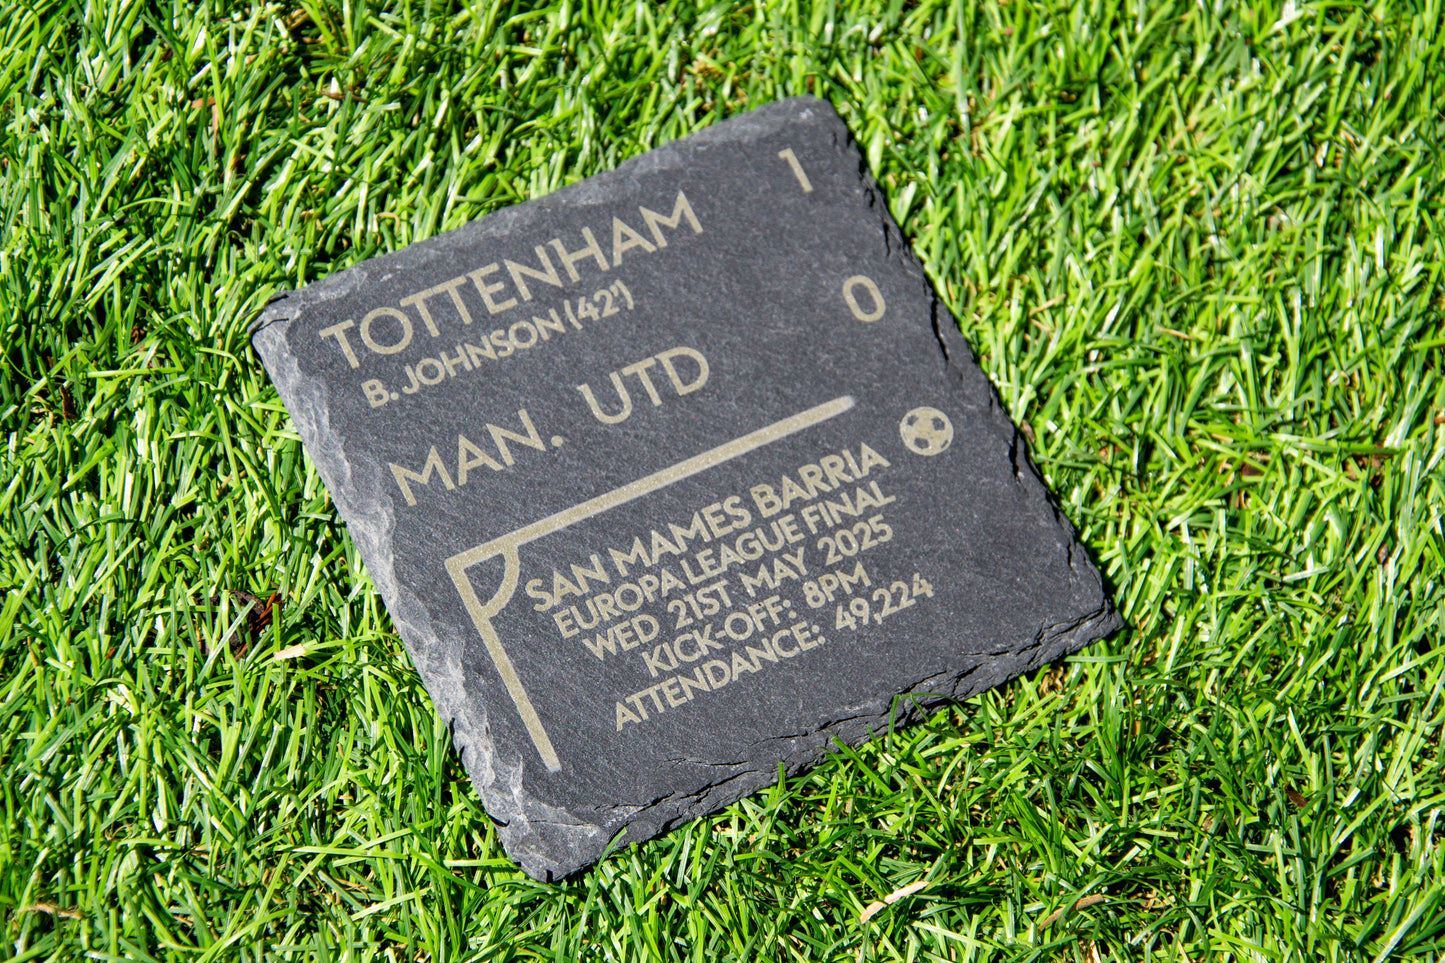 TOTTENHAM 1
B. JOHNSON (42')
MAN. UTD 0
SAN MAMES BARRIA
EUROPA LEAGUE FINAL
WED 21ST MAY 2025
KICK-OFF: 8PM
ATTENDANCE: 49,224